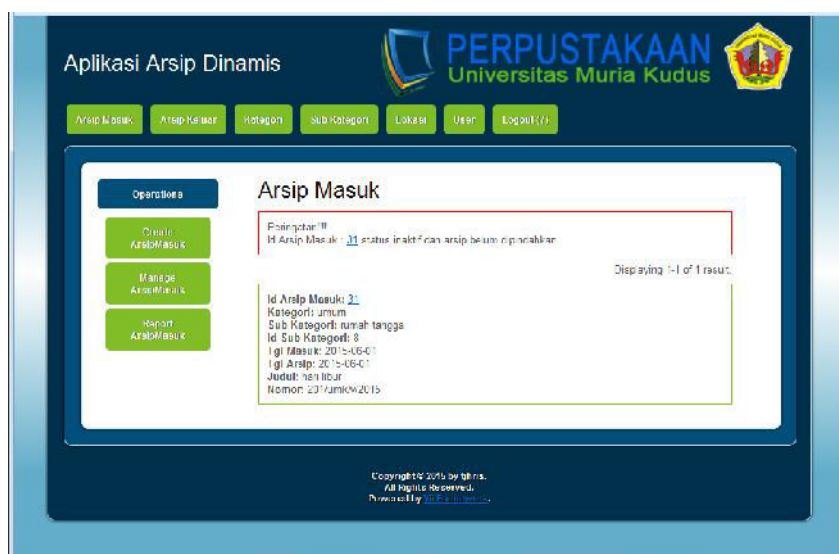 Aplikasi Arsip Dinamis
PERPUSTAKAAN
Universitas Muria Kudus
Arsip Masuk Arsip Keluar Kategori Sub Kategori Lokasi User Logout
Operations
Create
ArsipMasuk
Manage
ArsipMasuk
Report
ArsipMasuk
Arsip Masuk
Peringatan!!!
Id Arsip Masuk : 31 status inaktif dan arsip belum dipindahkan
Displaying 1-1 of 1 result.
Id Arsip Masuk: 31
Kategori: umum
Sub Kategori: rumah tangga
Id Sub Kategori: 8
Tgl Masuk: 2015-06-01
Tgl Arsip: 2015-06-01
Judul: hari libur
Nomor:
Copyright © 2015 by
All Rights Reserved.
Powered by Yii Framework.